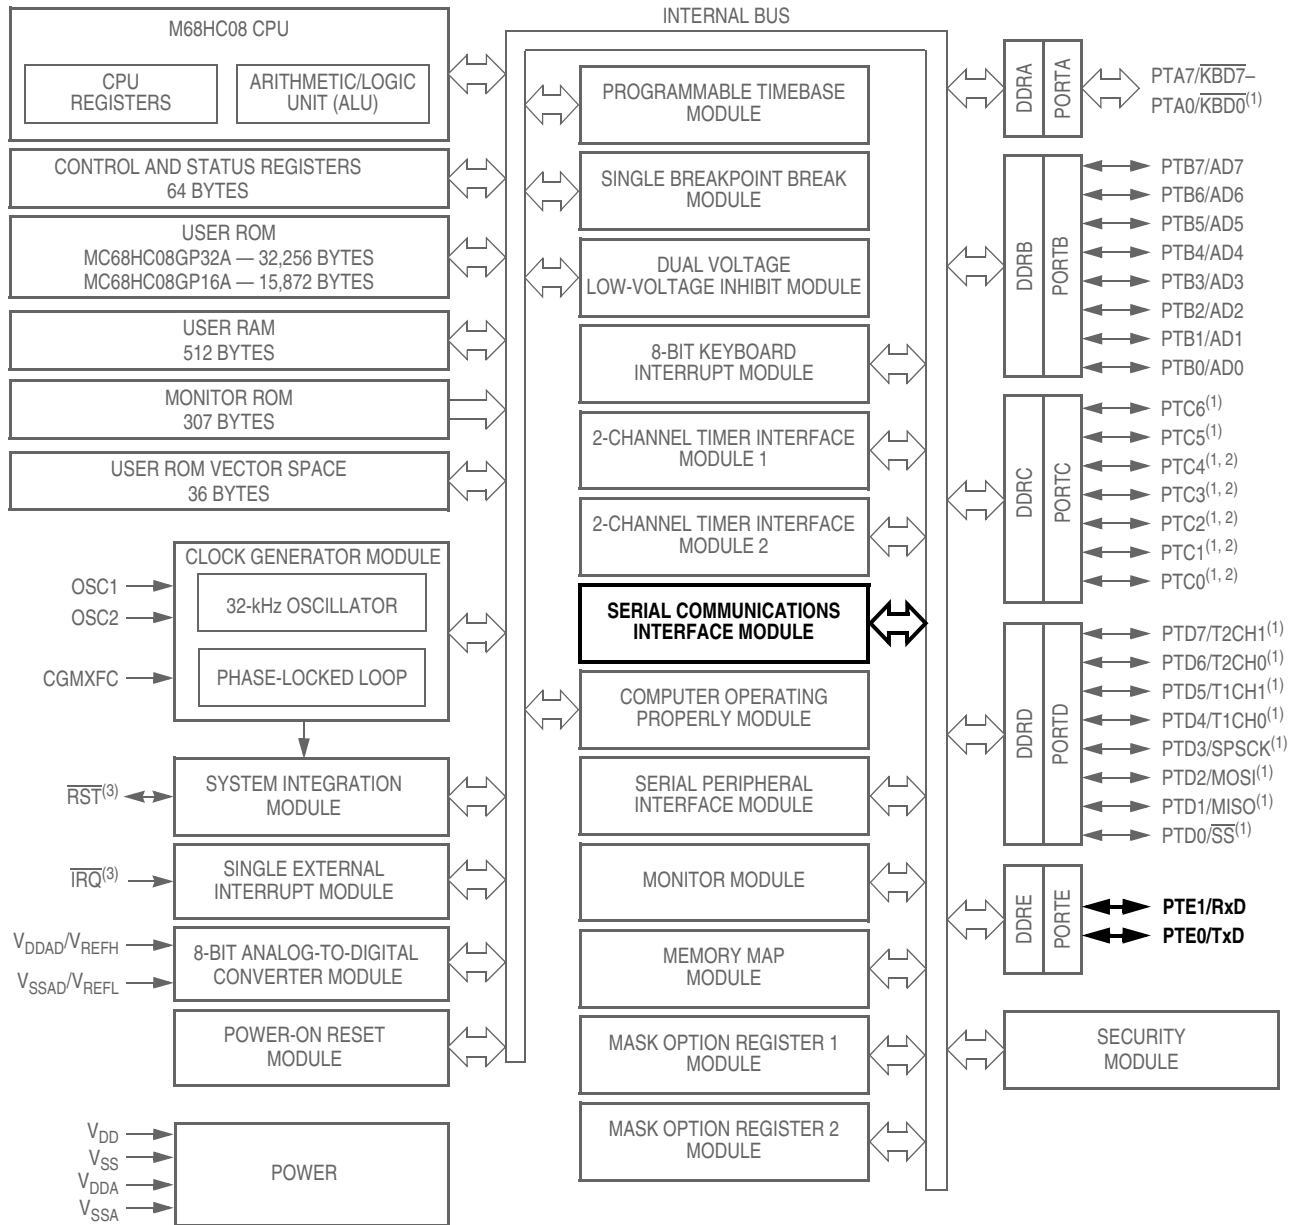 INTERNAL BUS
M68HC08 CPU
CPU
REGISTERS
ARITHMETIC/LOGIC
UNIT (ALU)
CONTROL AND STATUS REGISTERS
64 BYTES
USER ROM
MC68HC08GP32A — 32,256 BYTES
MC68HC08GP16A — 15,872 BYTES
USER RAM
512 BYTES
MONITOR ROM
307 BYTES
USER ROM VECTOR SPACE
36 BYTES
CLOCK GENERATOR MODULE
32-kHz OSCILLATOR
PHASE-LOCKED LOOP
OSC1
OSC2
CGMXFC
SYSTEM INTEGRATION
MODULE
RST(3)
SINGLE EXTERNAL
INTERRUPT MODULE
IRQ(3)
8-BIT ANALOG-TO-DIGITAL
CONVERTER MODULE
VDDAD/VREFH
VSSAD/VREFL
POWER-ON RESET
MODULE
POWER
VDD
VSS
VDDA
VSSA
PROGRAMMABLE TIMEBASE
MODULE
SINGLE BREAKPOINT BREAK
MODULE
DUAL VOLTAGE
LOW-VOLTAGE INHIBIT MODULE
8-BIT KEYBOARD
INTERRUPT MODULE
2-CHANNEL TIMER INTERFACE
MODULE 1
2-CHANNEL TIMER INTERFACE
MODULE 2
SERIAL COMMUNICATIONS
INTERFACE MODULE
COMPUTER OPERATING
PROPERLY MODULE
SERIAL PERIPHERAL
INTERFACE MODULE
MONITOR MODULE
MEMORY MAP
MODULE
MASK OPTION REGISTER 1
MODULE
MASK OPTION REGISTER 2
MODULE
DDRA
PORTA
PTA7/KBD7–
PTA0/KBD0(1)
DDRB
PORTB
PTB7/AD7
PTB6/AD6
PTB5/AD5
PTB4/AD4
PTB3/AD3
PTB2/AD2
PTB1/AD1
PTB0/AD0
DDRC
PORTC
PTC6(1)
PTC5(1)
PTC4(1, 2)
PTC3(1, 2)
PTC2(1, 2)
PTC1(1, 2)
PTC0(1, 2)
DDRD
PORTD
PTD7/T2CH1(1)
PTD6/T2CH0(1)
PTD5/T1CH1(1)
PTD4/T1CH0(1)
PTD3/SPSCK(1)
PTD2/MOSI(1)
PTD1/MISO(1)
PTD0/SS(1)
DDRE
PORTE
PTE1/RxD
PTE0/TxD
SECURITY
MODULE